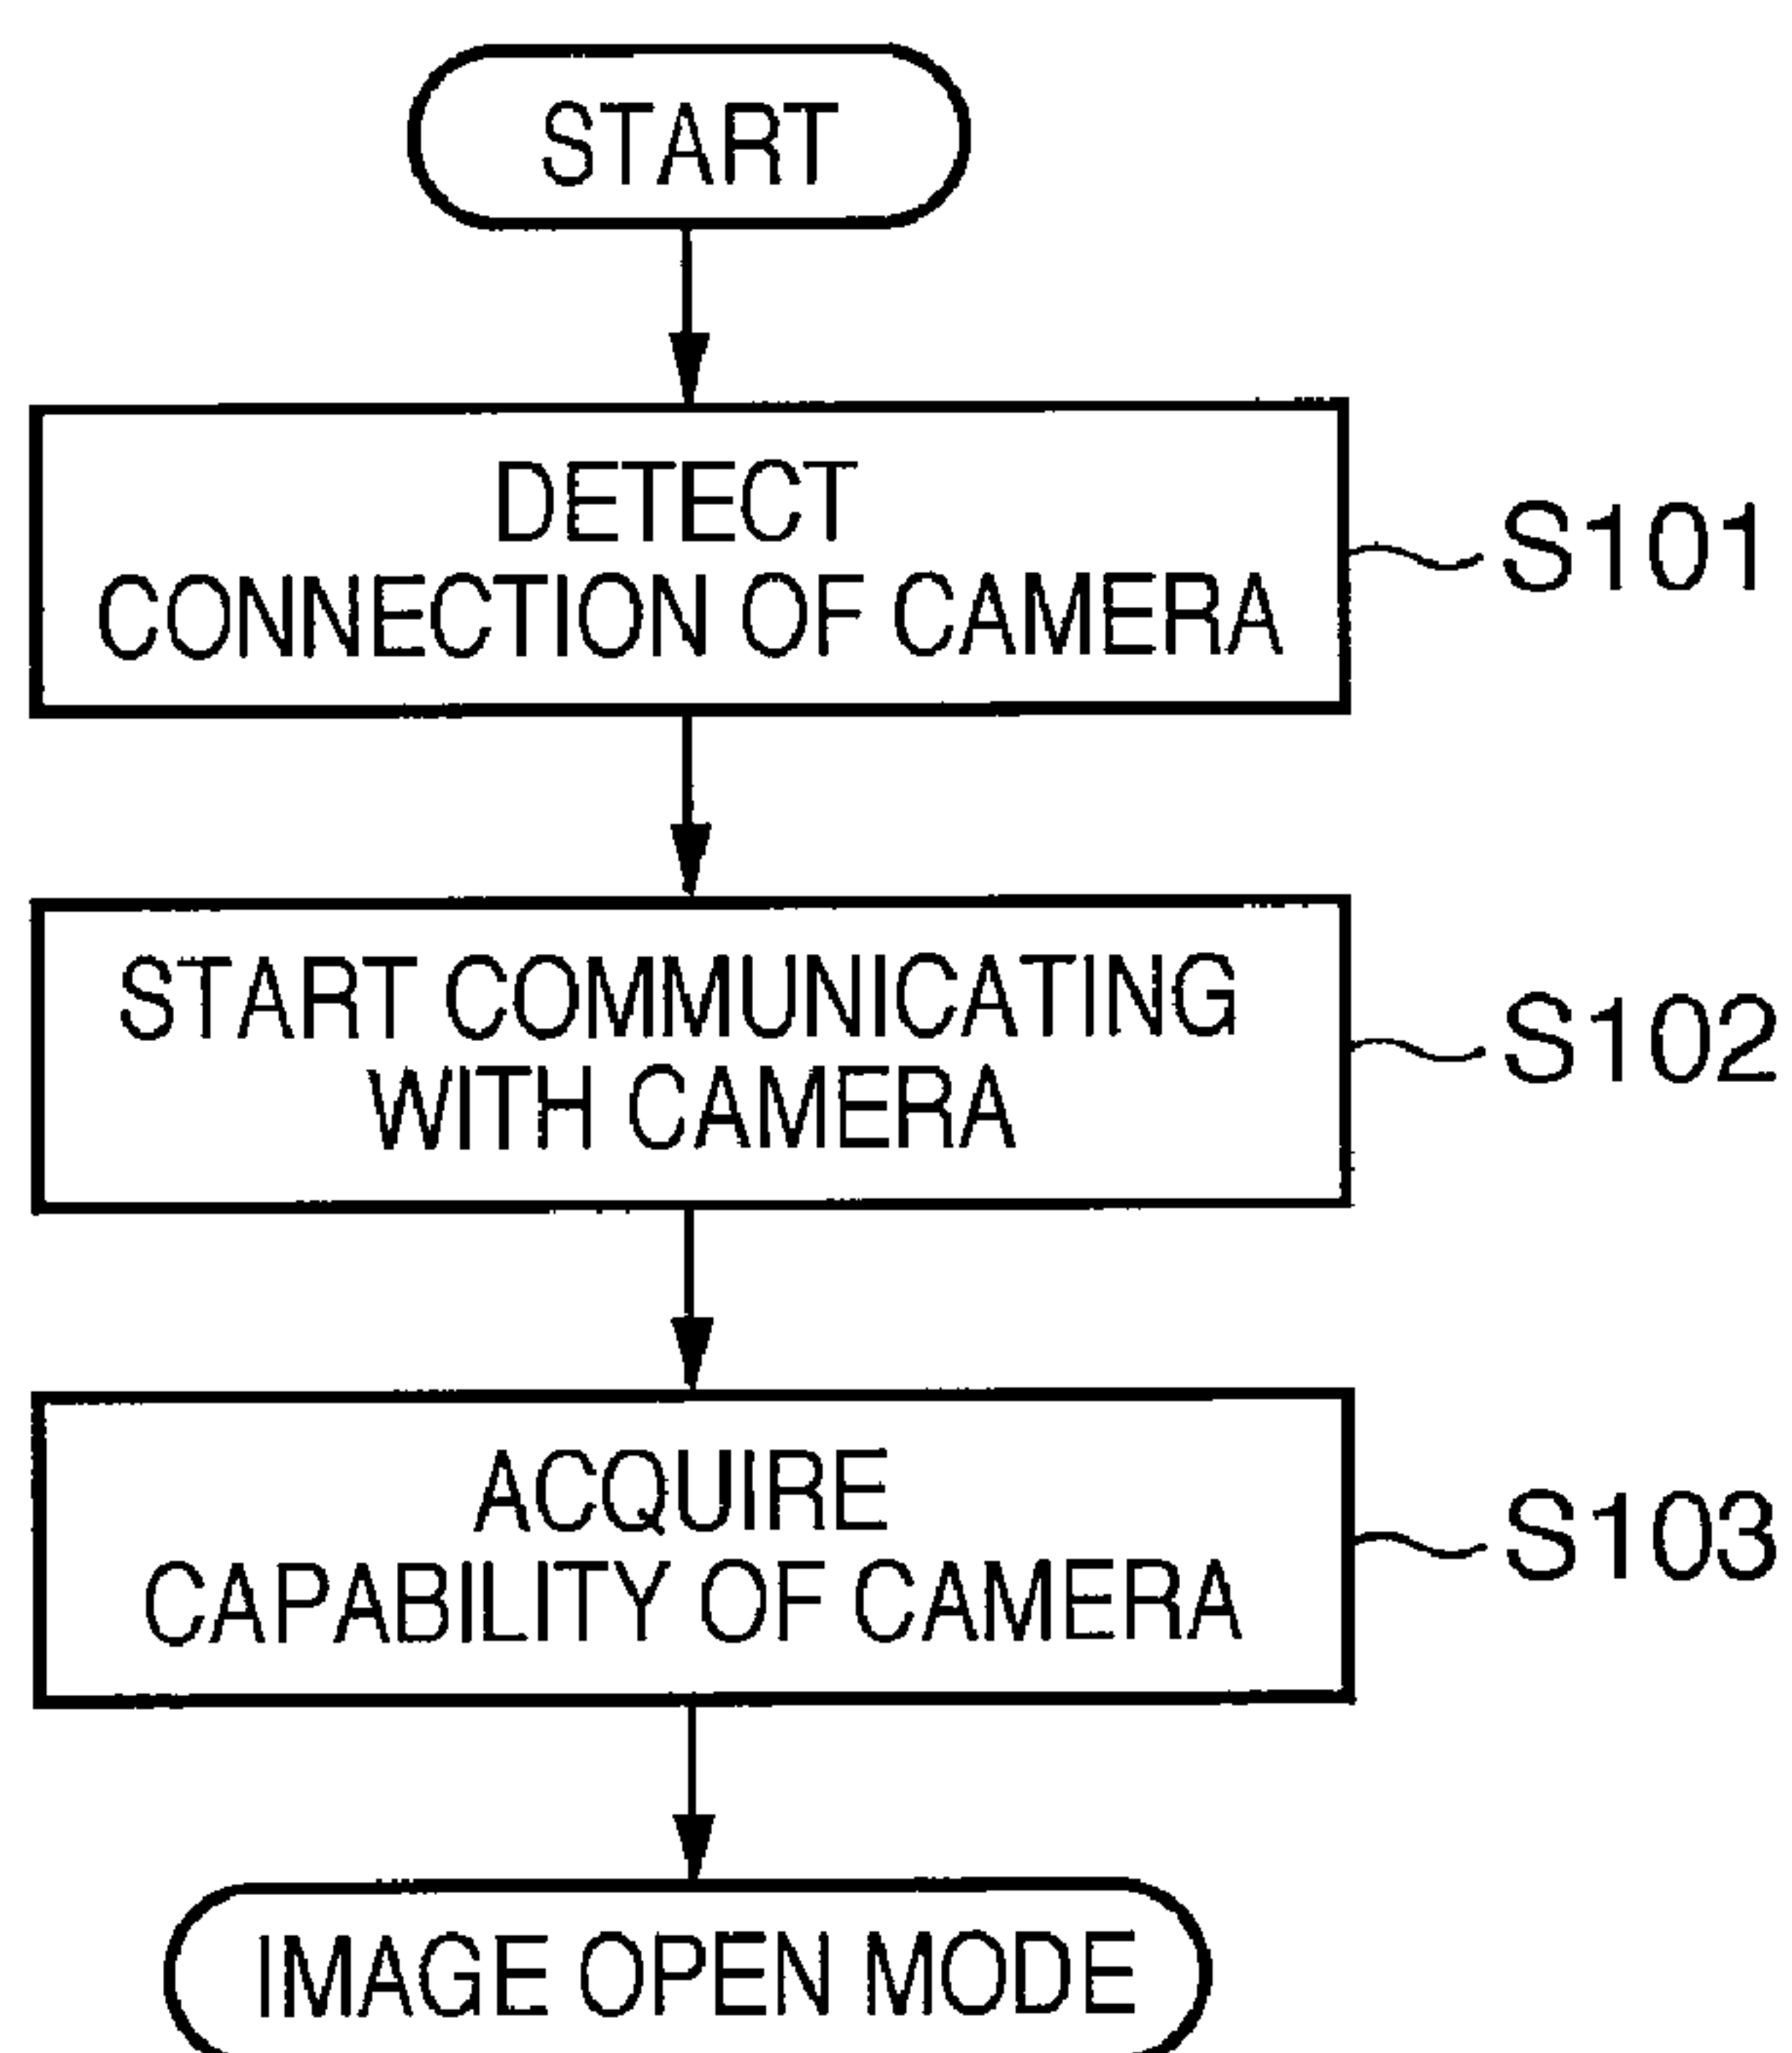 START
DETECT
CONNECTION OF CAMERA
S101
START COMMUNICATING
WITH CAMERA
S102
ACQUIRE
CAPABILITY OF CAMERA
S103
IMAGE OPEN MODE